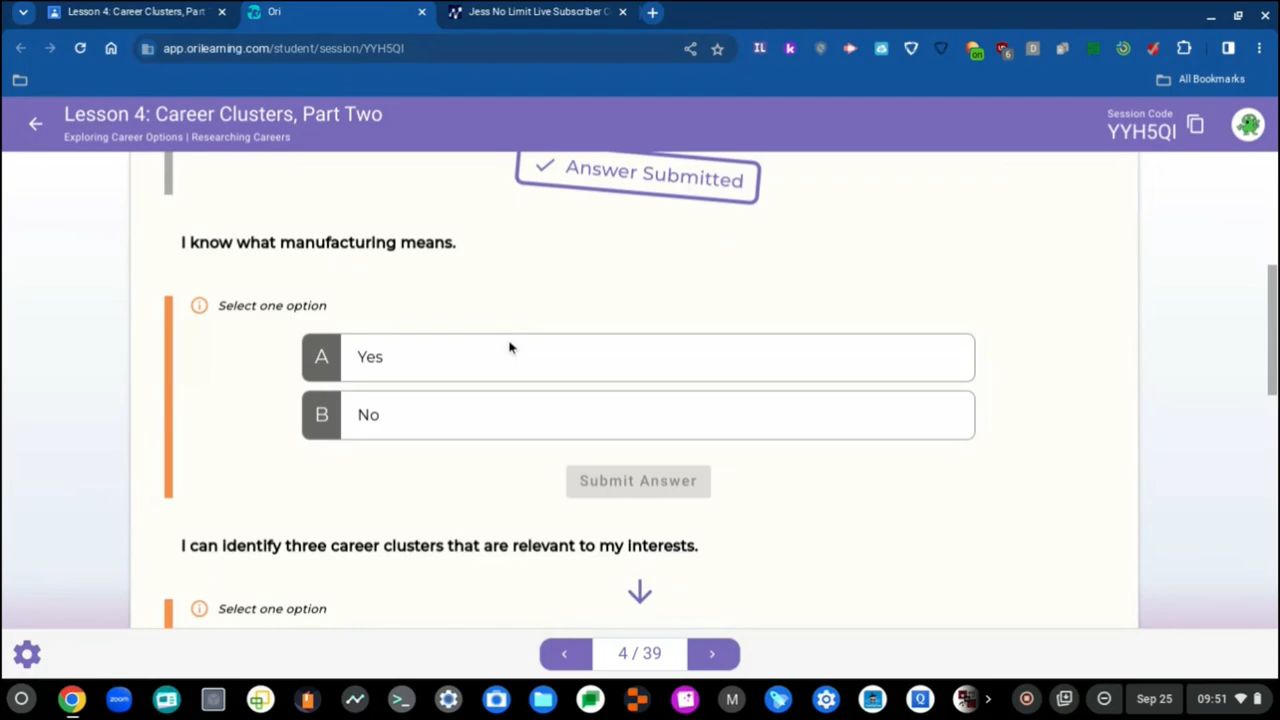 Lesson 4: Career Clusters, Part
Ori
Jess No Limit Live Subscriber C
app.orilearning.com/student/session/YYH5QI
All Bookmarks
Lesson 4: Career Clusters, Part Two
Exploring Career Options | Researching Careers
Session Code
YYH5QI
Answer Submitted
I know what manufacturing means.
Select one option
A Yes
B No
Submit Answer
I can identify three career clusters that are relevant to my interests.
Select one option
4 / 39
Sep 25
09:51